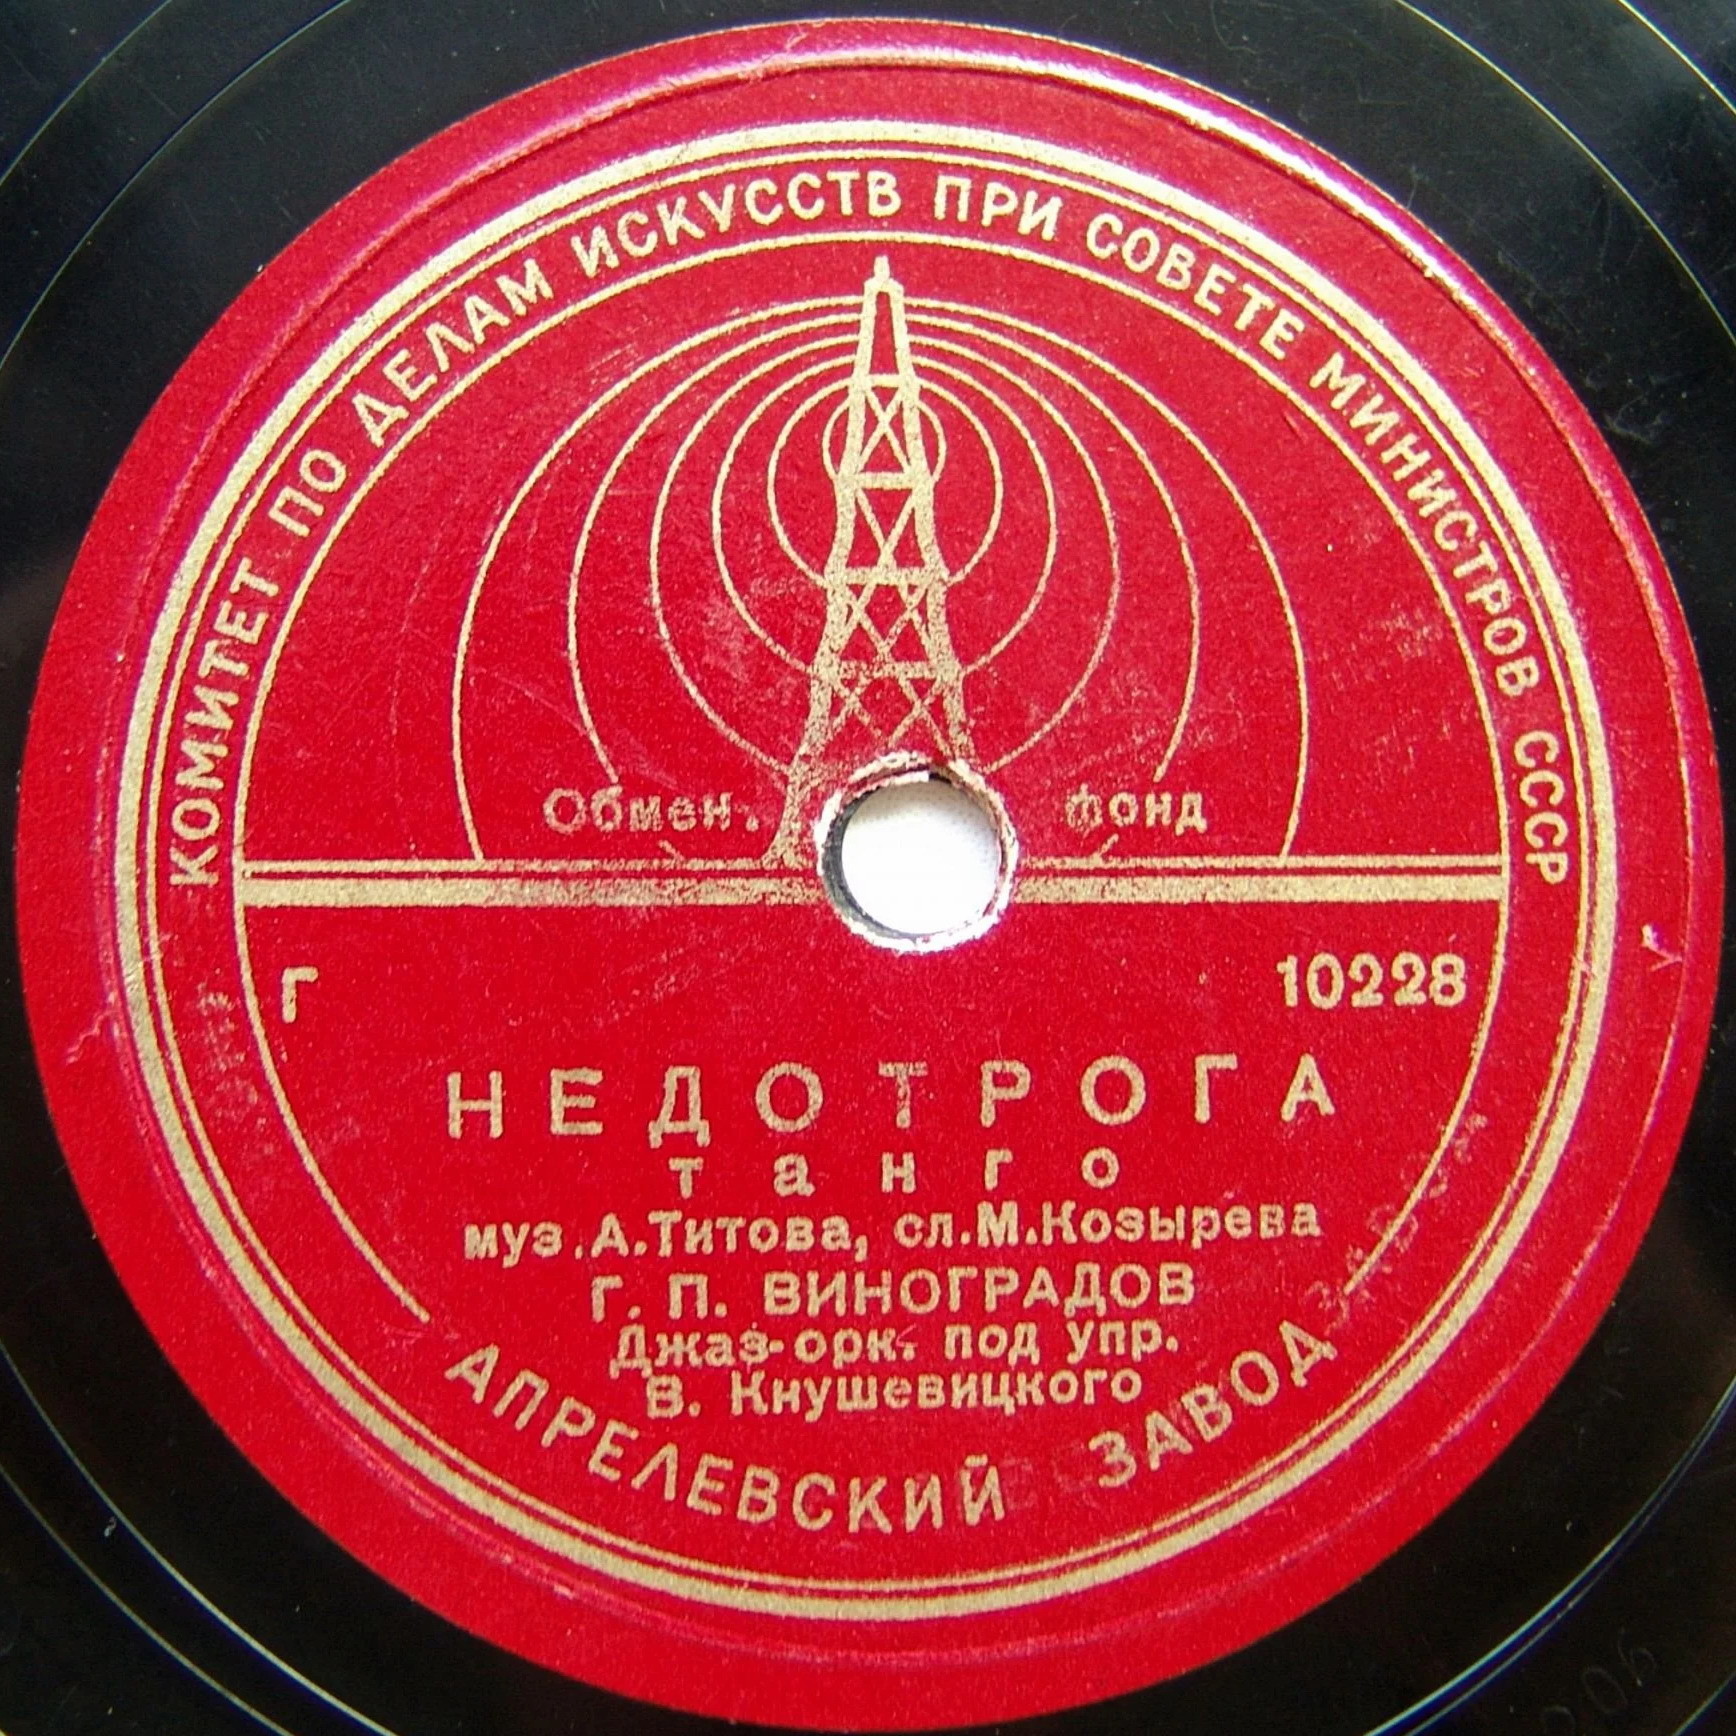 КОМИТЕТ ПО ДЕЛАМ ИСКУССТВ ПРИ СОВЕТЕ МИНИСТРОВ СССР
Обмен. фонд
Г 10228
НЕДОТРОГА
танго
муз.А.Титова, сл.М.Козырева
Г. П. ВИНОГРАДОВ
Джаз-орк. под упр.
В. Кнушевицкого
АПРЕЛЕВСКИЙ ЗАВОД